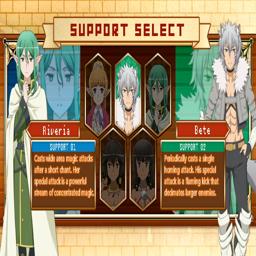 SUPPORT SELECT
Riveria
SUPPORT 01
Casts wide area magic attacks
after a short chant. Her
special attack is a powerful
stream of concentrated magic.
Bete
SUPPORT 02
Periodically casts a single
homing attack. His special
attack is a flaming kick that
decimates larger enemies.